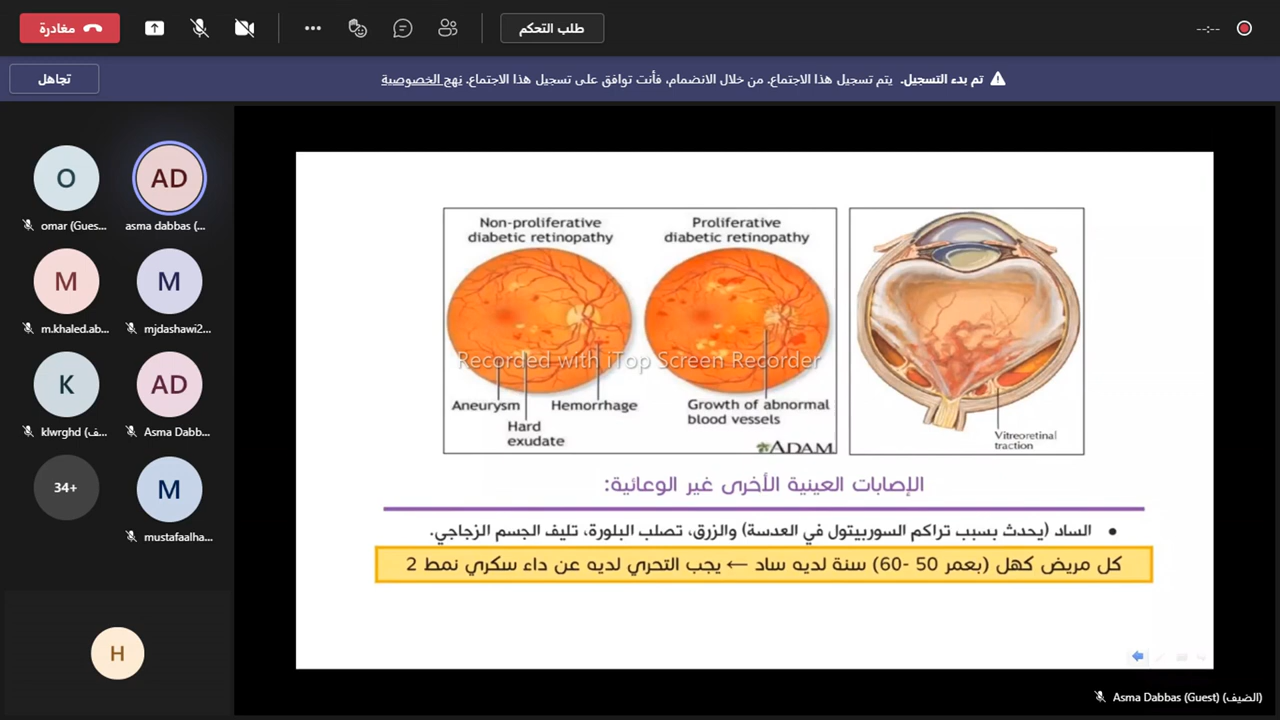 مغادرة
طلب التحكم
--:--
تم بدء التسجيل. يتم تسجيل هذا الاجتماع. من خلال الانضمام، فأنت توافق على تسجيل هذا الاجتماع. نهج الخصوصية
تجاهل
O
AD
omar (Gues...
asma dabbas (...
M
M
m.khaled.ab...
mjdashawi2...
K
AD
klwrghd (ف...
Asma Dabb...
34+
M
mustafaalha...
H
Non-proliferative
diabetic retinopathy
Proliferative
diabetic retinopathy
Recorded with iTop Screen Recorder
Aneurysm
Hemorrhage
Hard
exudate
Growth of abnormal
blood vessels
ADAM
Vitreoretinal
traction
الإصابات العينية الأخرى غير الوعائية:
• الساد (يحدث بسبب تراكم السوربيتول في العدسة) والزرق، تصلب البلورة، تليف الجسم الزجاجي.
كل مريض كهل (بعمر 50 -60) سنة لديه ساد ← يجب التحري لديه عن داء سكري نمط 2
Asma Dabbas (Guest) (الضيف)